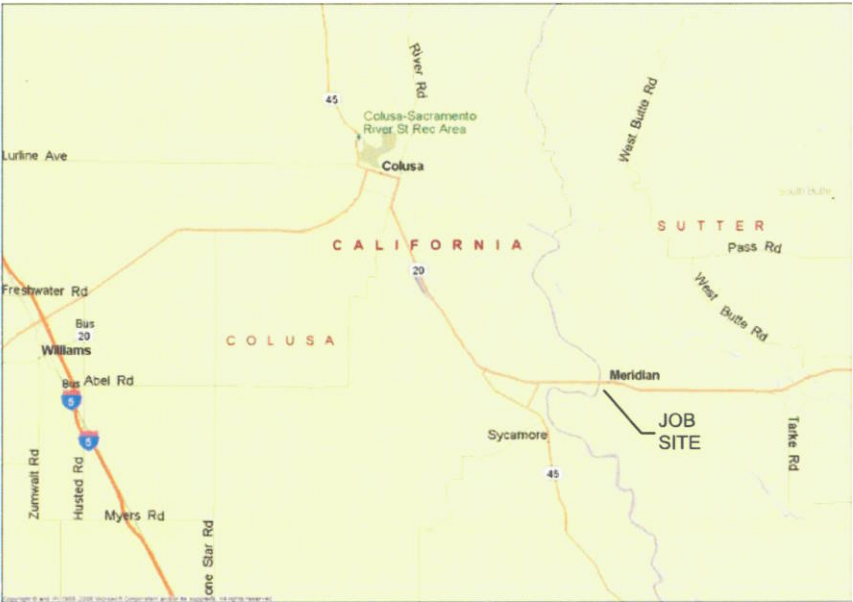 River Rd
45
Colusa-Sacramento
River St Rec Area
West Butte Rd
Lurline Ave
Colusa
South Butte
SUTTER
CALIFORNIA
Pass Rd
20
Freshwater Rd
West Butte Rd
Bus
20
COLUSA
Williams
Meridian
Bus
Abel Rd
5
JOB
SITE
Tarke Rd
Sycamore
5
45
Zumwalt Rd
Husted Rd
Myers Rd
one Star Rd